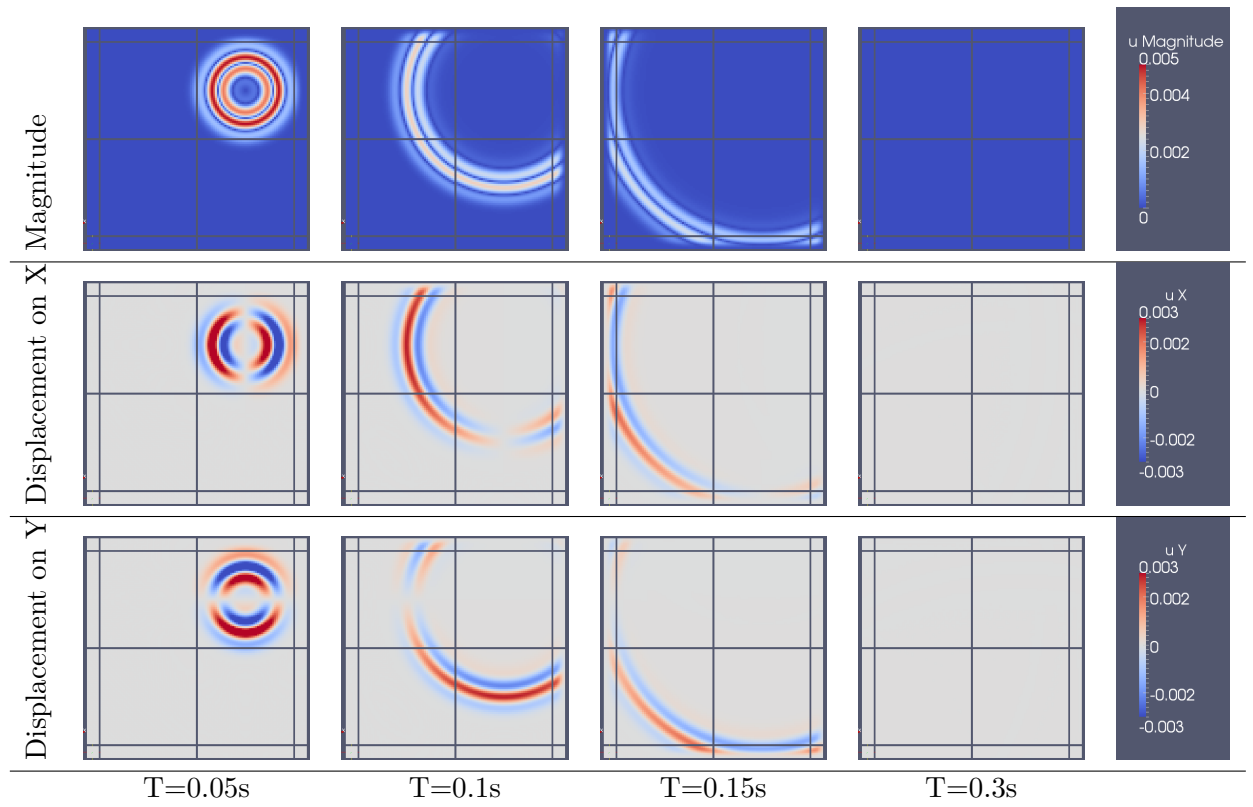 Magnitude
u Magnitude
0.005
0.004
0.002
0
Displacement on X
u X
0.003
0.002
0
-0.002
-0.003
Displacement on Y
u Y
0.003
0.002
0
-0.002
-0.003
T=0.05s T=0.1s T=0.15s T=0.3s